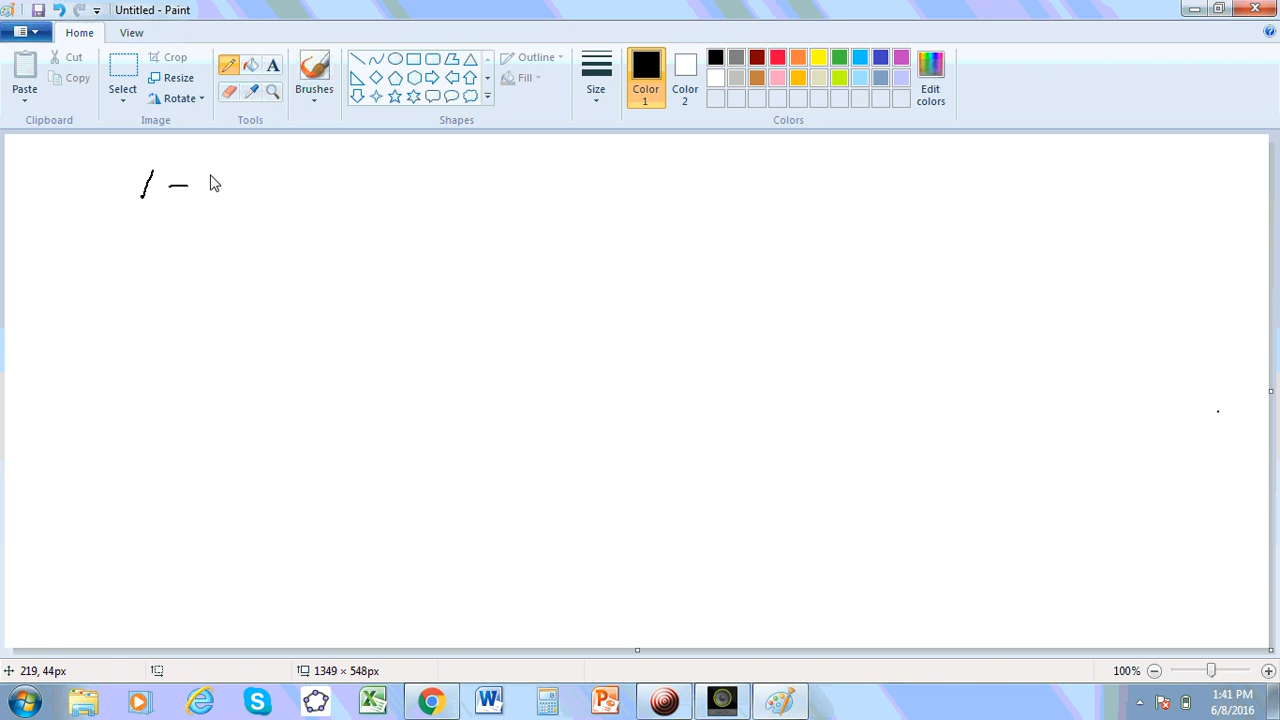 Untitled - Paint
Home View
Paste
Cut
Copy
Clipboard
Select
Crop
Resize
Rotate
Image
A
Tools
Brushes
Outline
Fill
Shapes
Size
Color 1
Color 2
Edit colors
Colors
1 –
219, 44px
1349 × 548px
100%
1:41 PM
6/8/2016